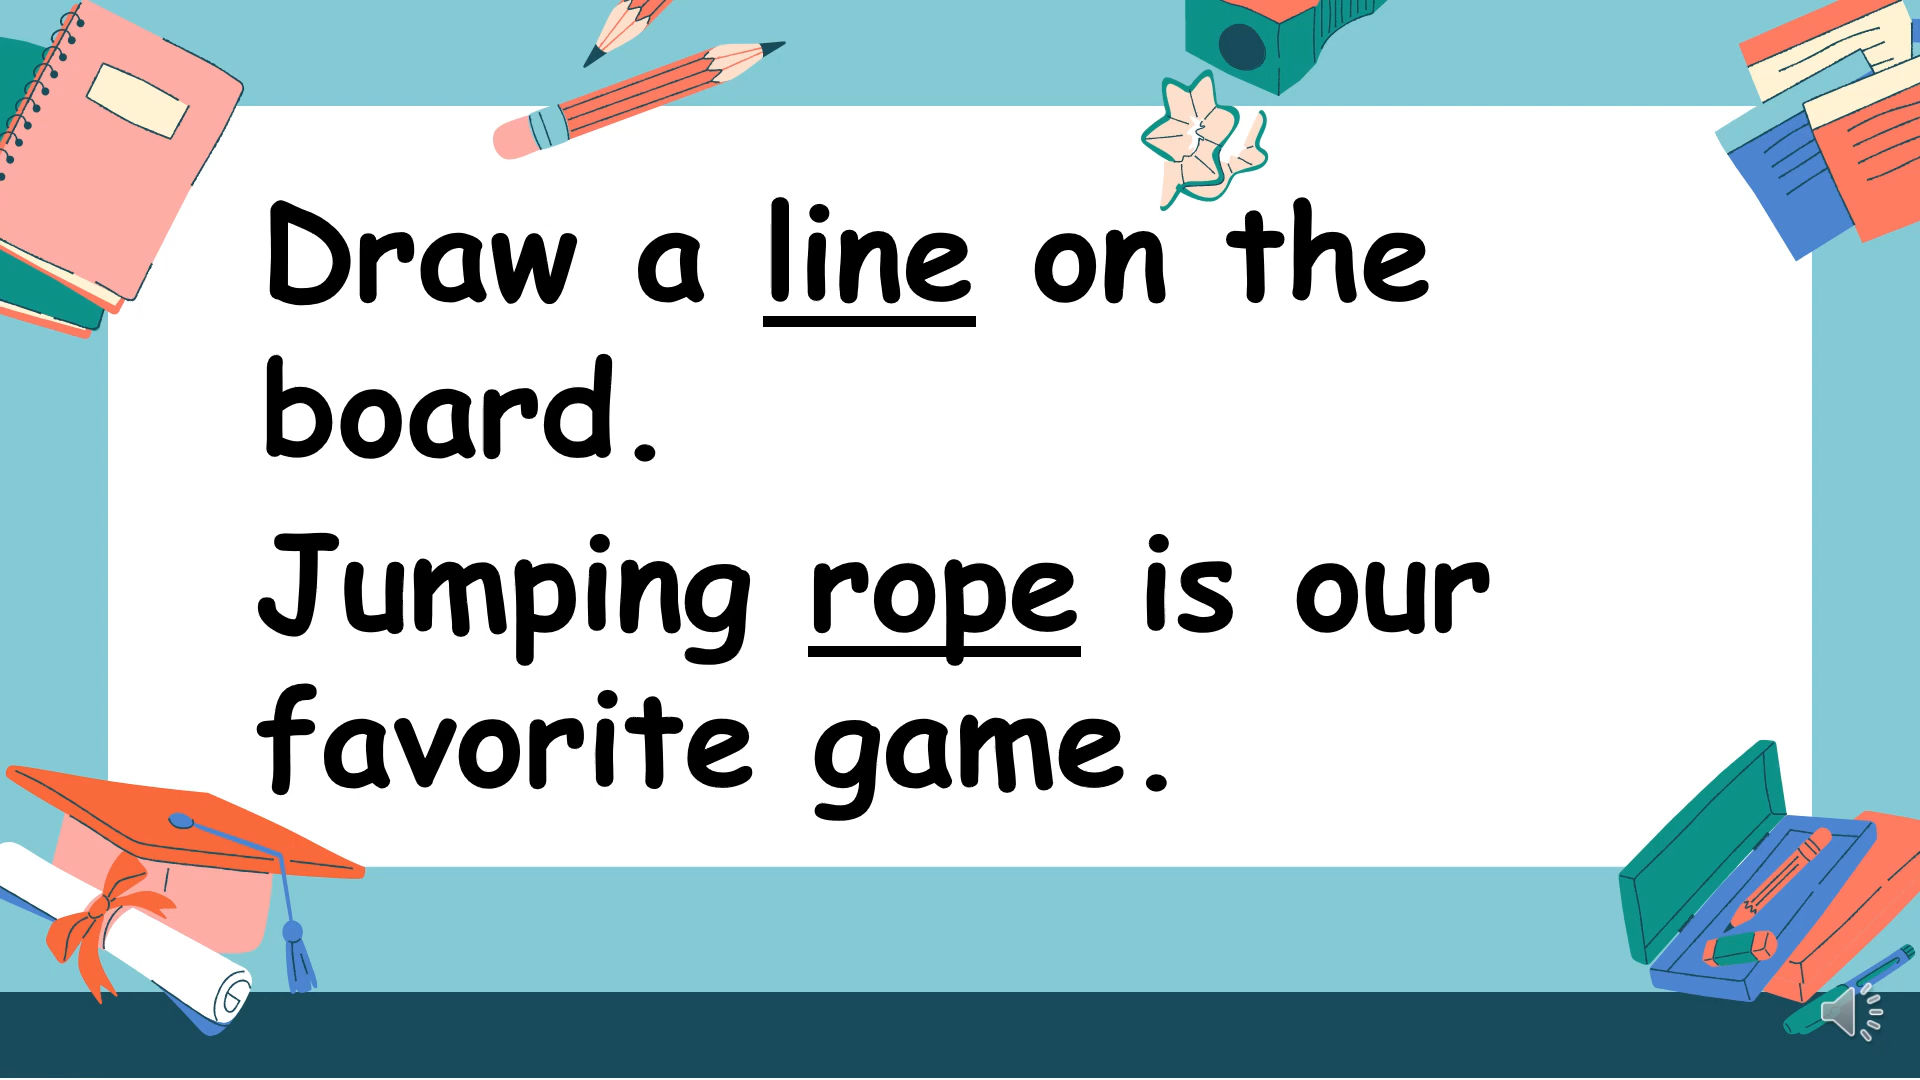 Draw a line on the
board.
Jumping rope is our
favorite game.